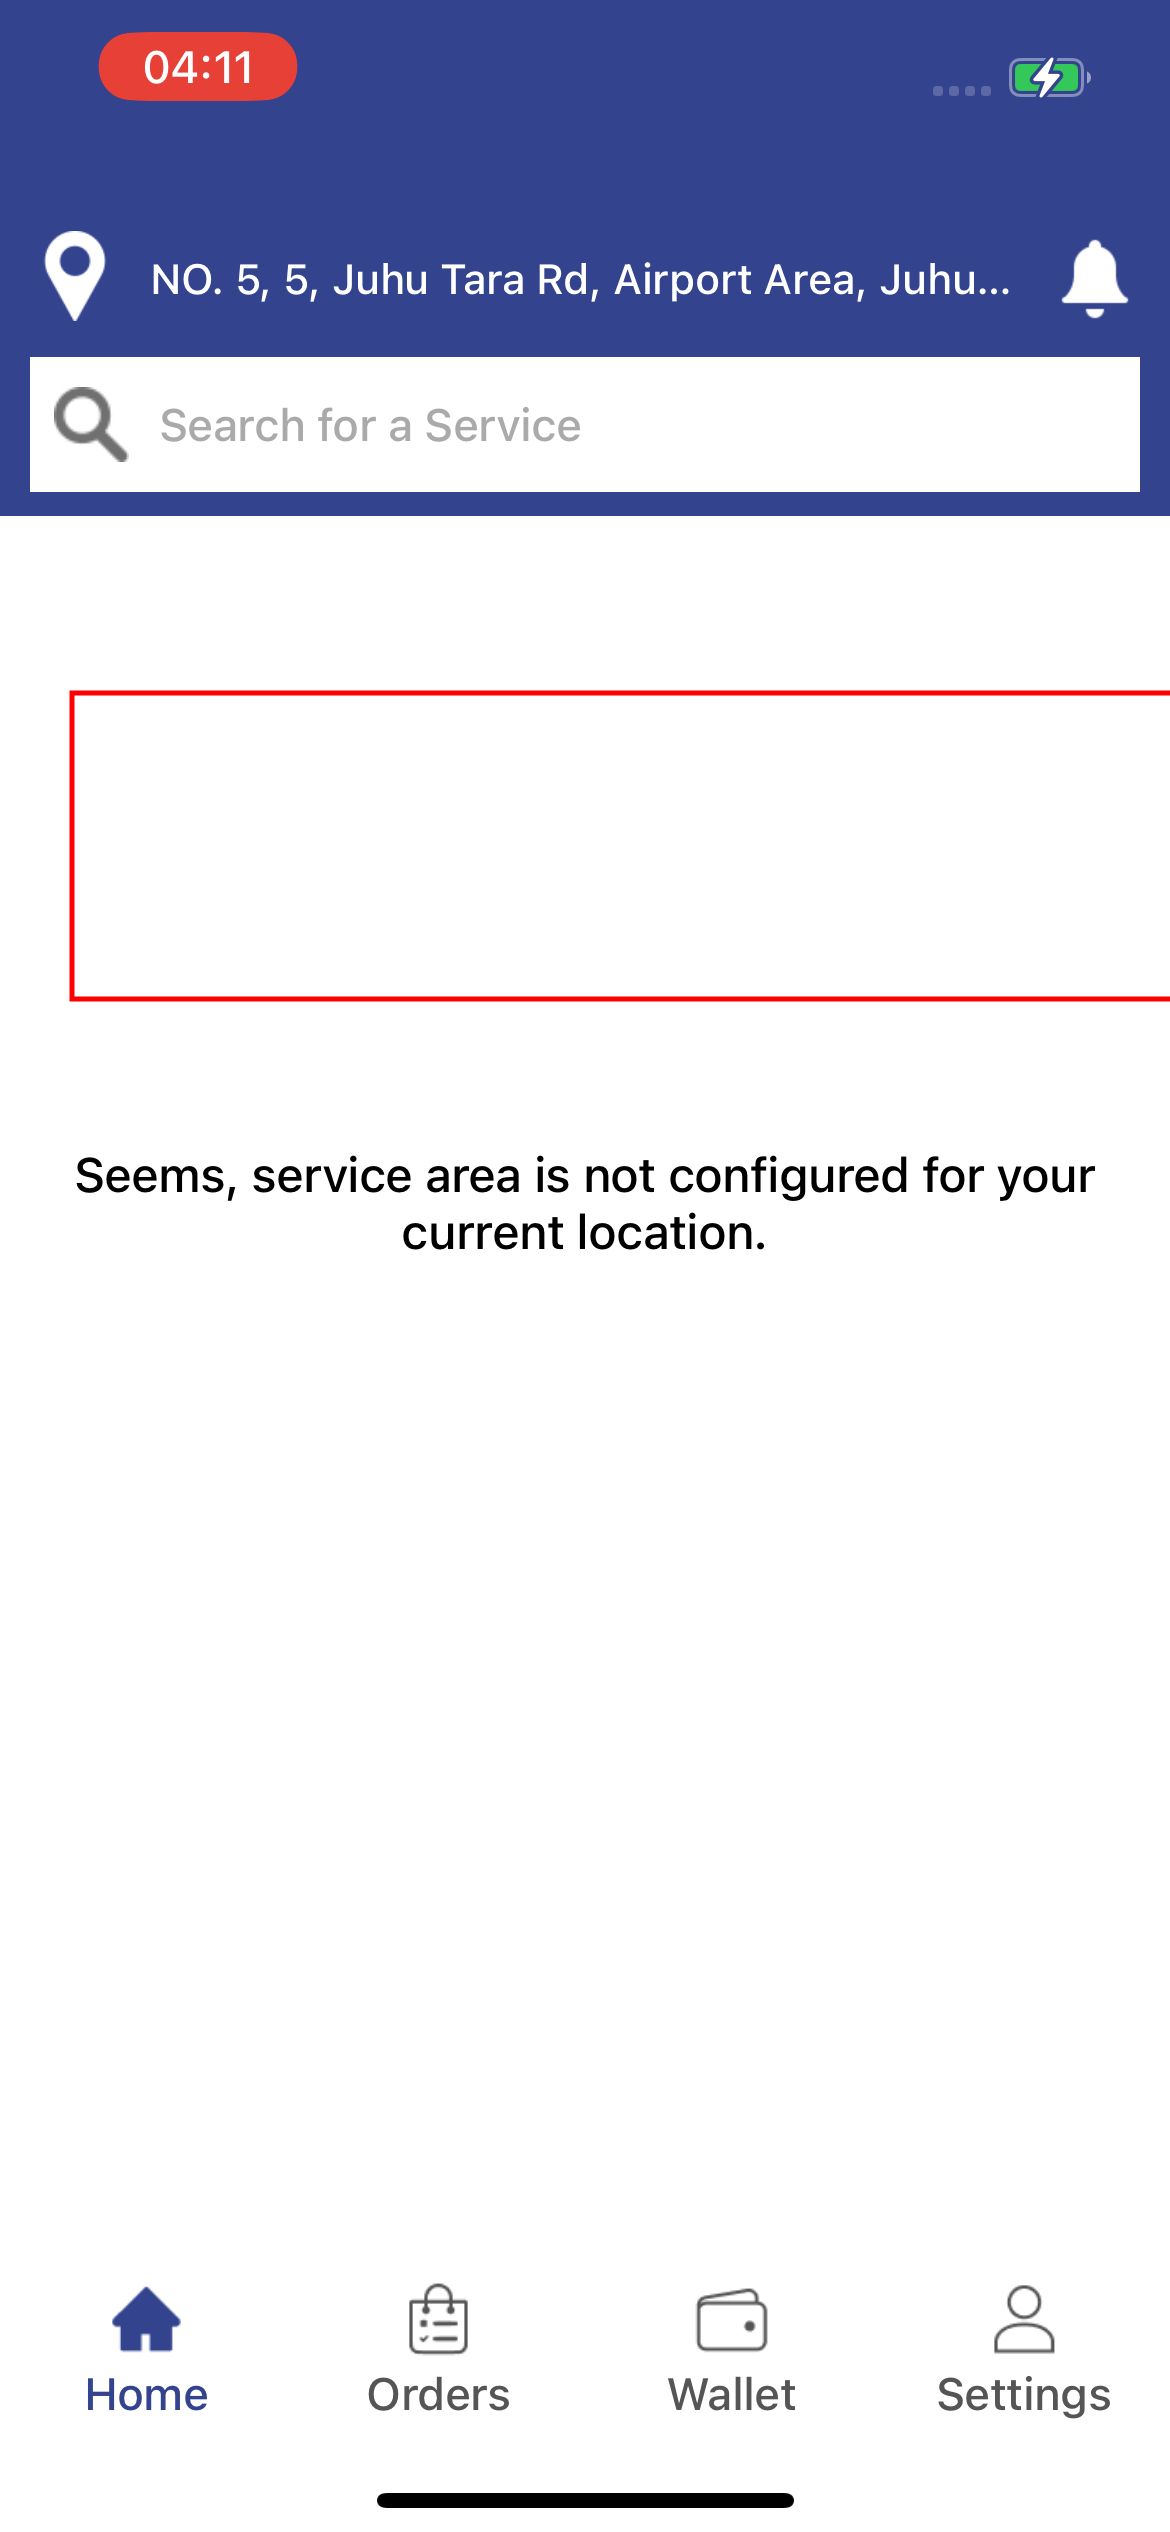 04:11
NO. 5, 5, Juhu Tara Rd, Airport Area, Juhu...
Search for a Service
Seems, service area is not configured for your
current location.
Home
Orders
Wallet
Settings